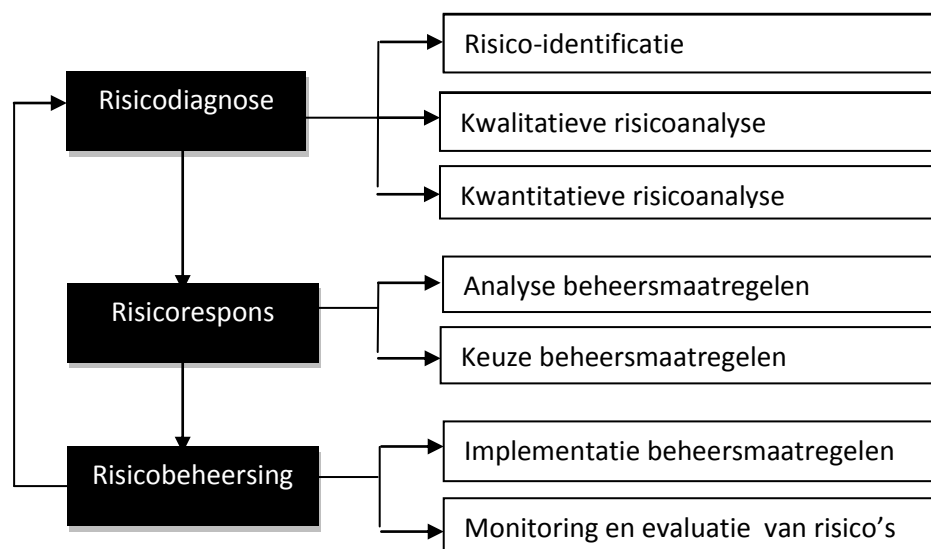 Risicodiagnose
Risico-identificatie
Kwalitatieve risicoanalyse
Kwantitatieve risicoanalyse
Risicorespons
Analyse beheersmaatregelen
Keuze beheersmaatregelen
Risicobeheersing
Implementatie beheersmaatregelen
Monitoring en evaluatie  van risico’s